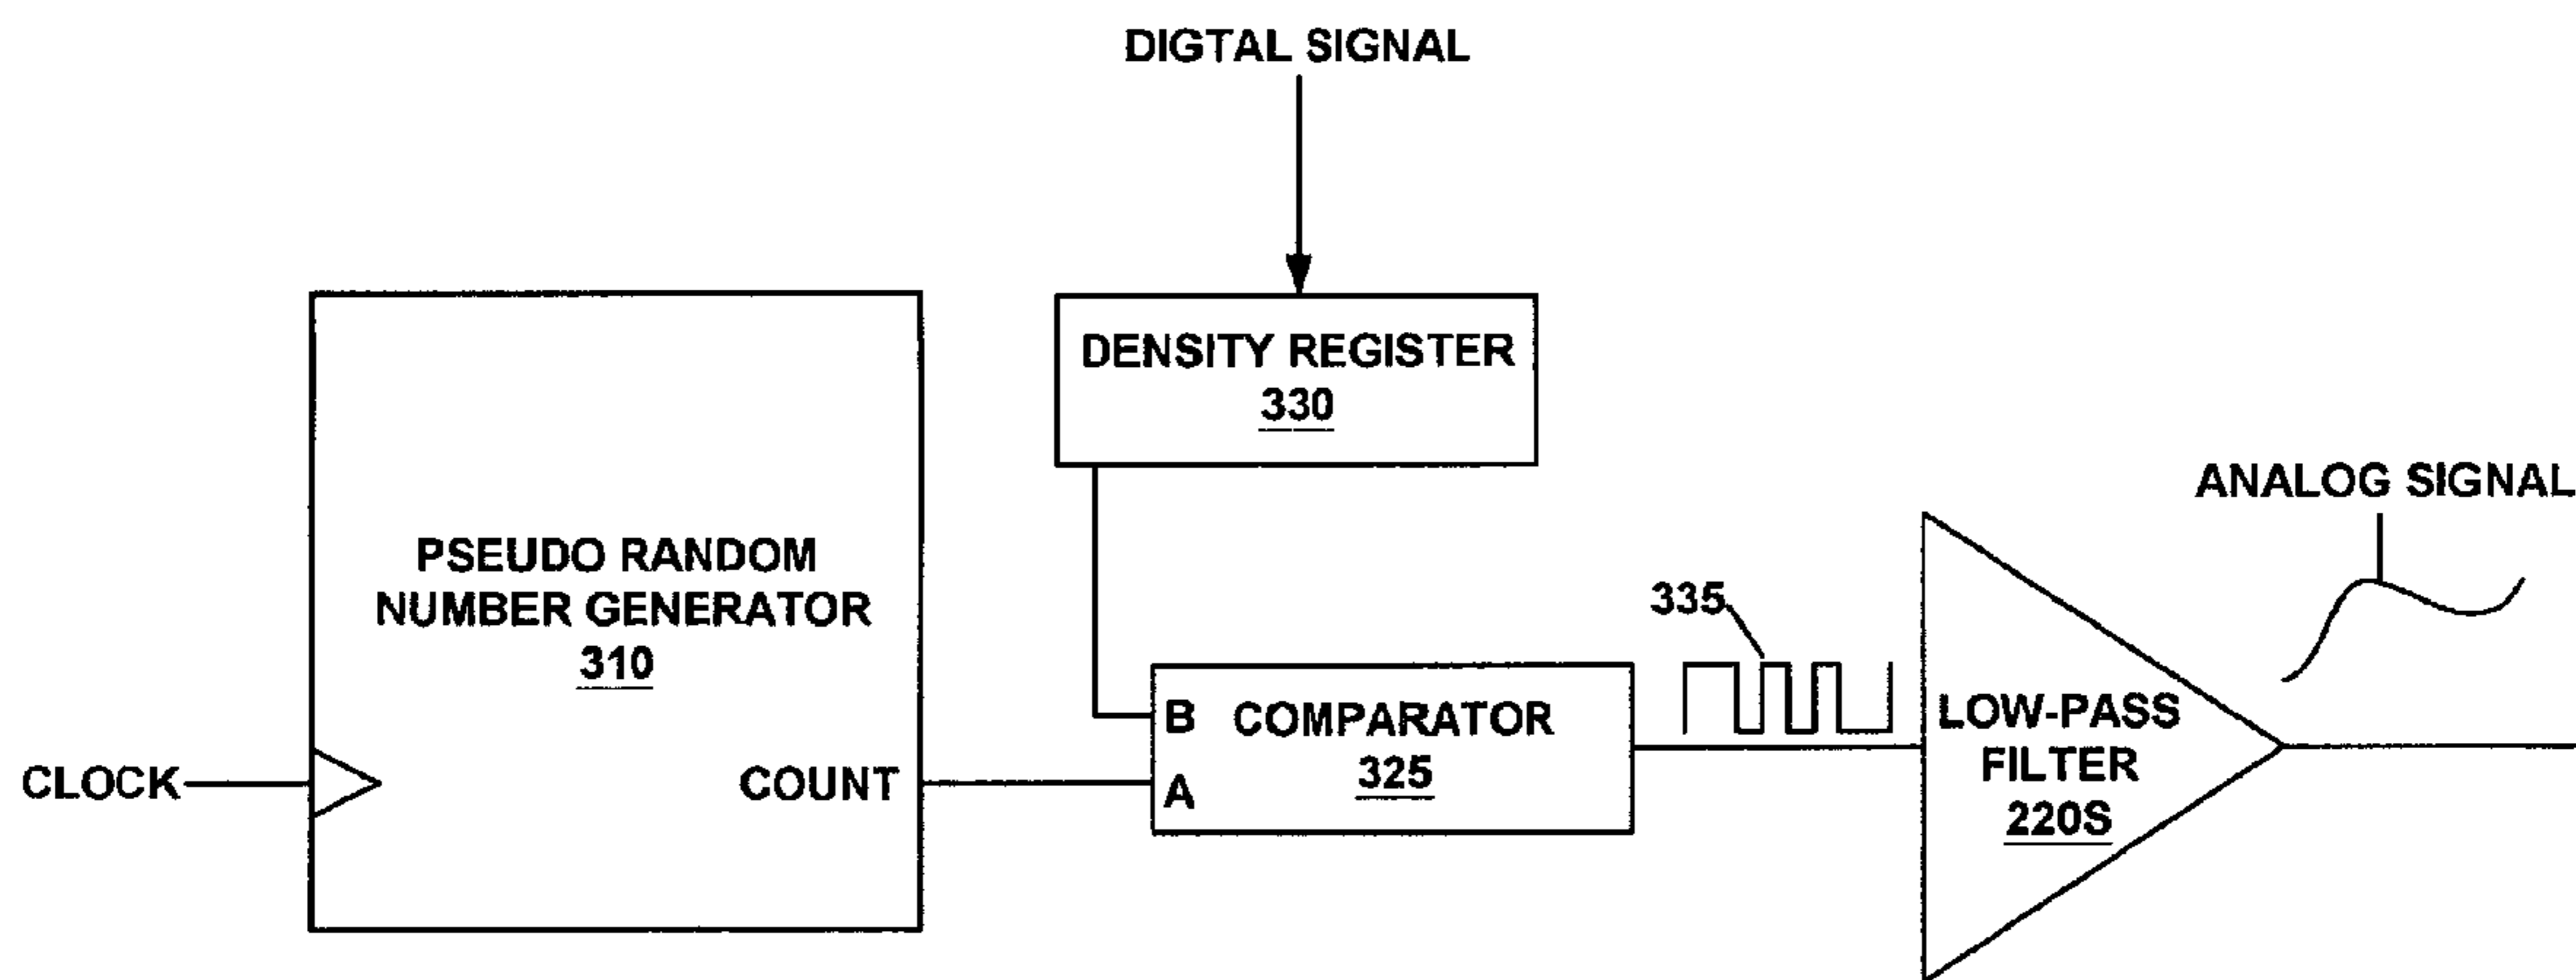 DIGTAL SIGNAL
DENSITY REGISTER
330
ANALOG SIGNAL
PSEUDO RANDOM
NUMBER GENERATOR
310
335
B COMPARATOR
325
A
LOW-PASS
FILTER
220S
CLOCK
COUNT